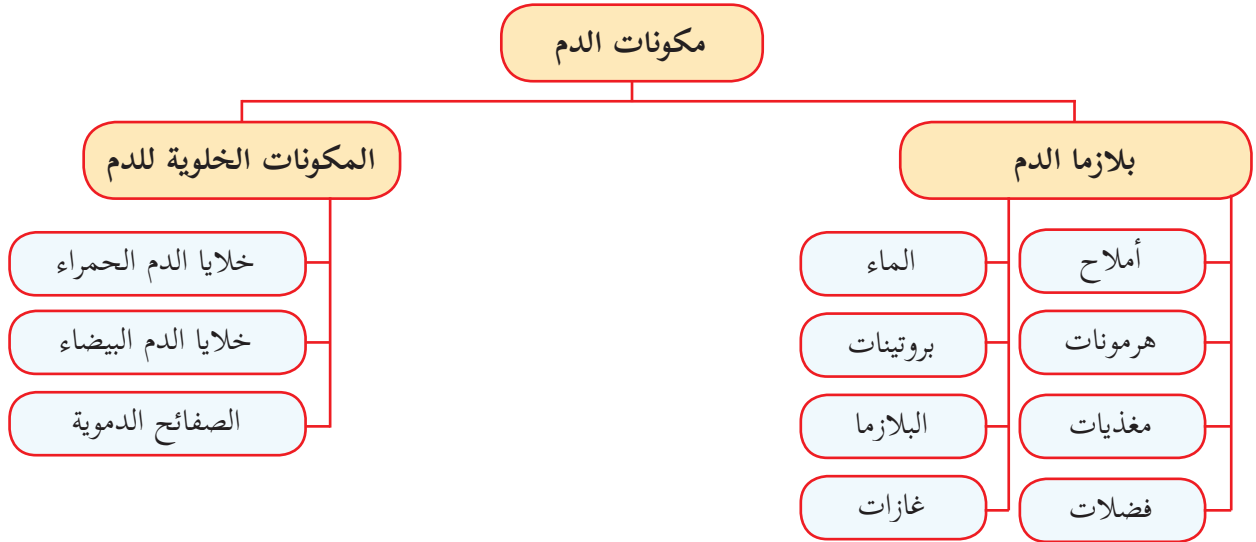 مكونات الدم
بلازما الدم
المكونات الخلوية للدم
أملاح
الماء
هرمونات
بروتينات
مغذيات
البلازما
فضلات
غازات
خلايا الدم الحمراء
خلايا الدم البيضاء
الصفائح الدموية